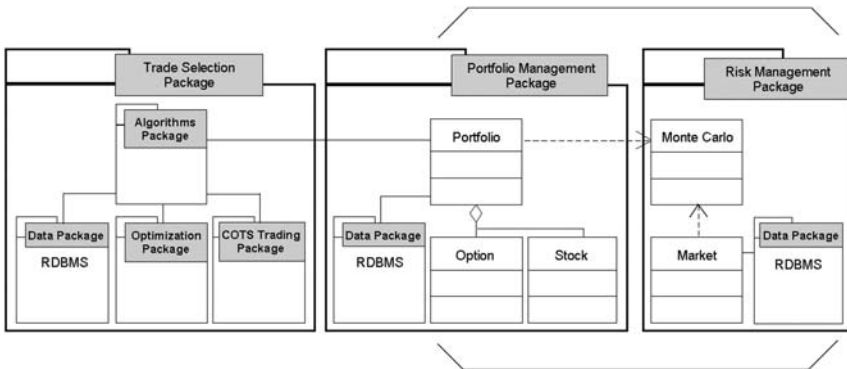 Trade Selection
Package
Portfolio Management
Package
Risk Management
Package
Algorithms
Package
Portfolio
Monte Carlo
Data Package
RDBMS
Optimization
Package
COTS Trading
Package
Data Package
RDBMS
Option
Stock
Market
Data
Package
RDBMS